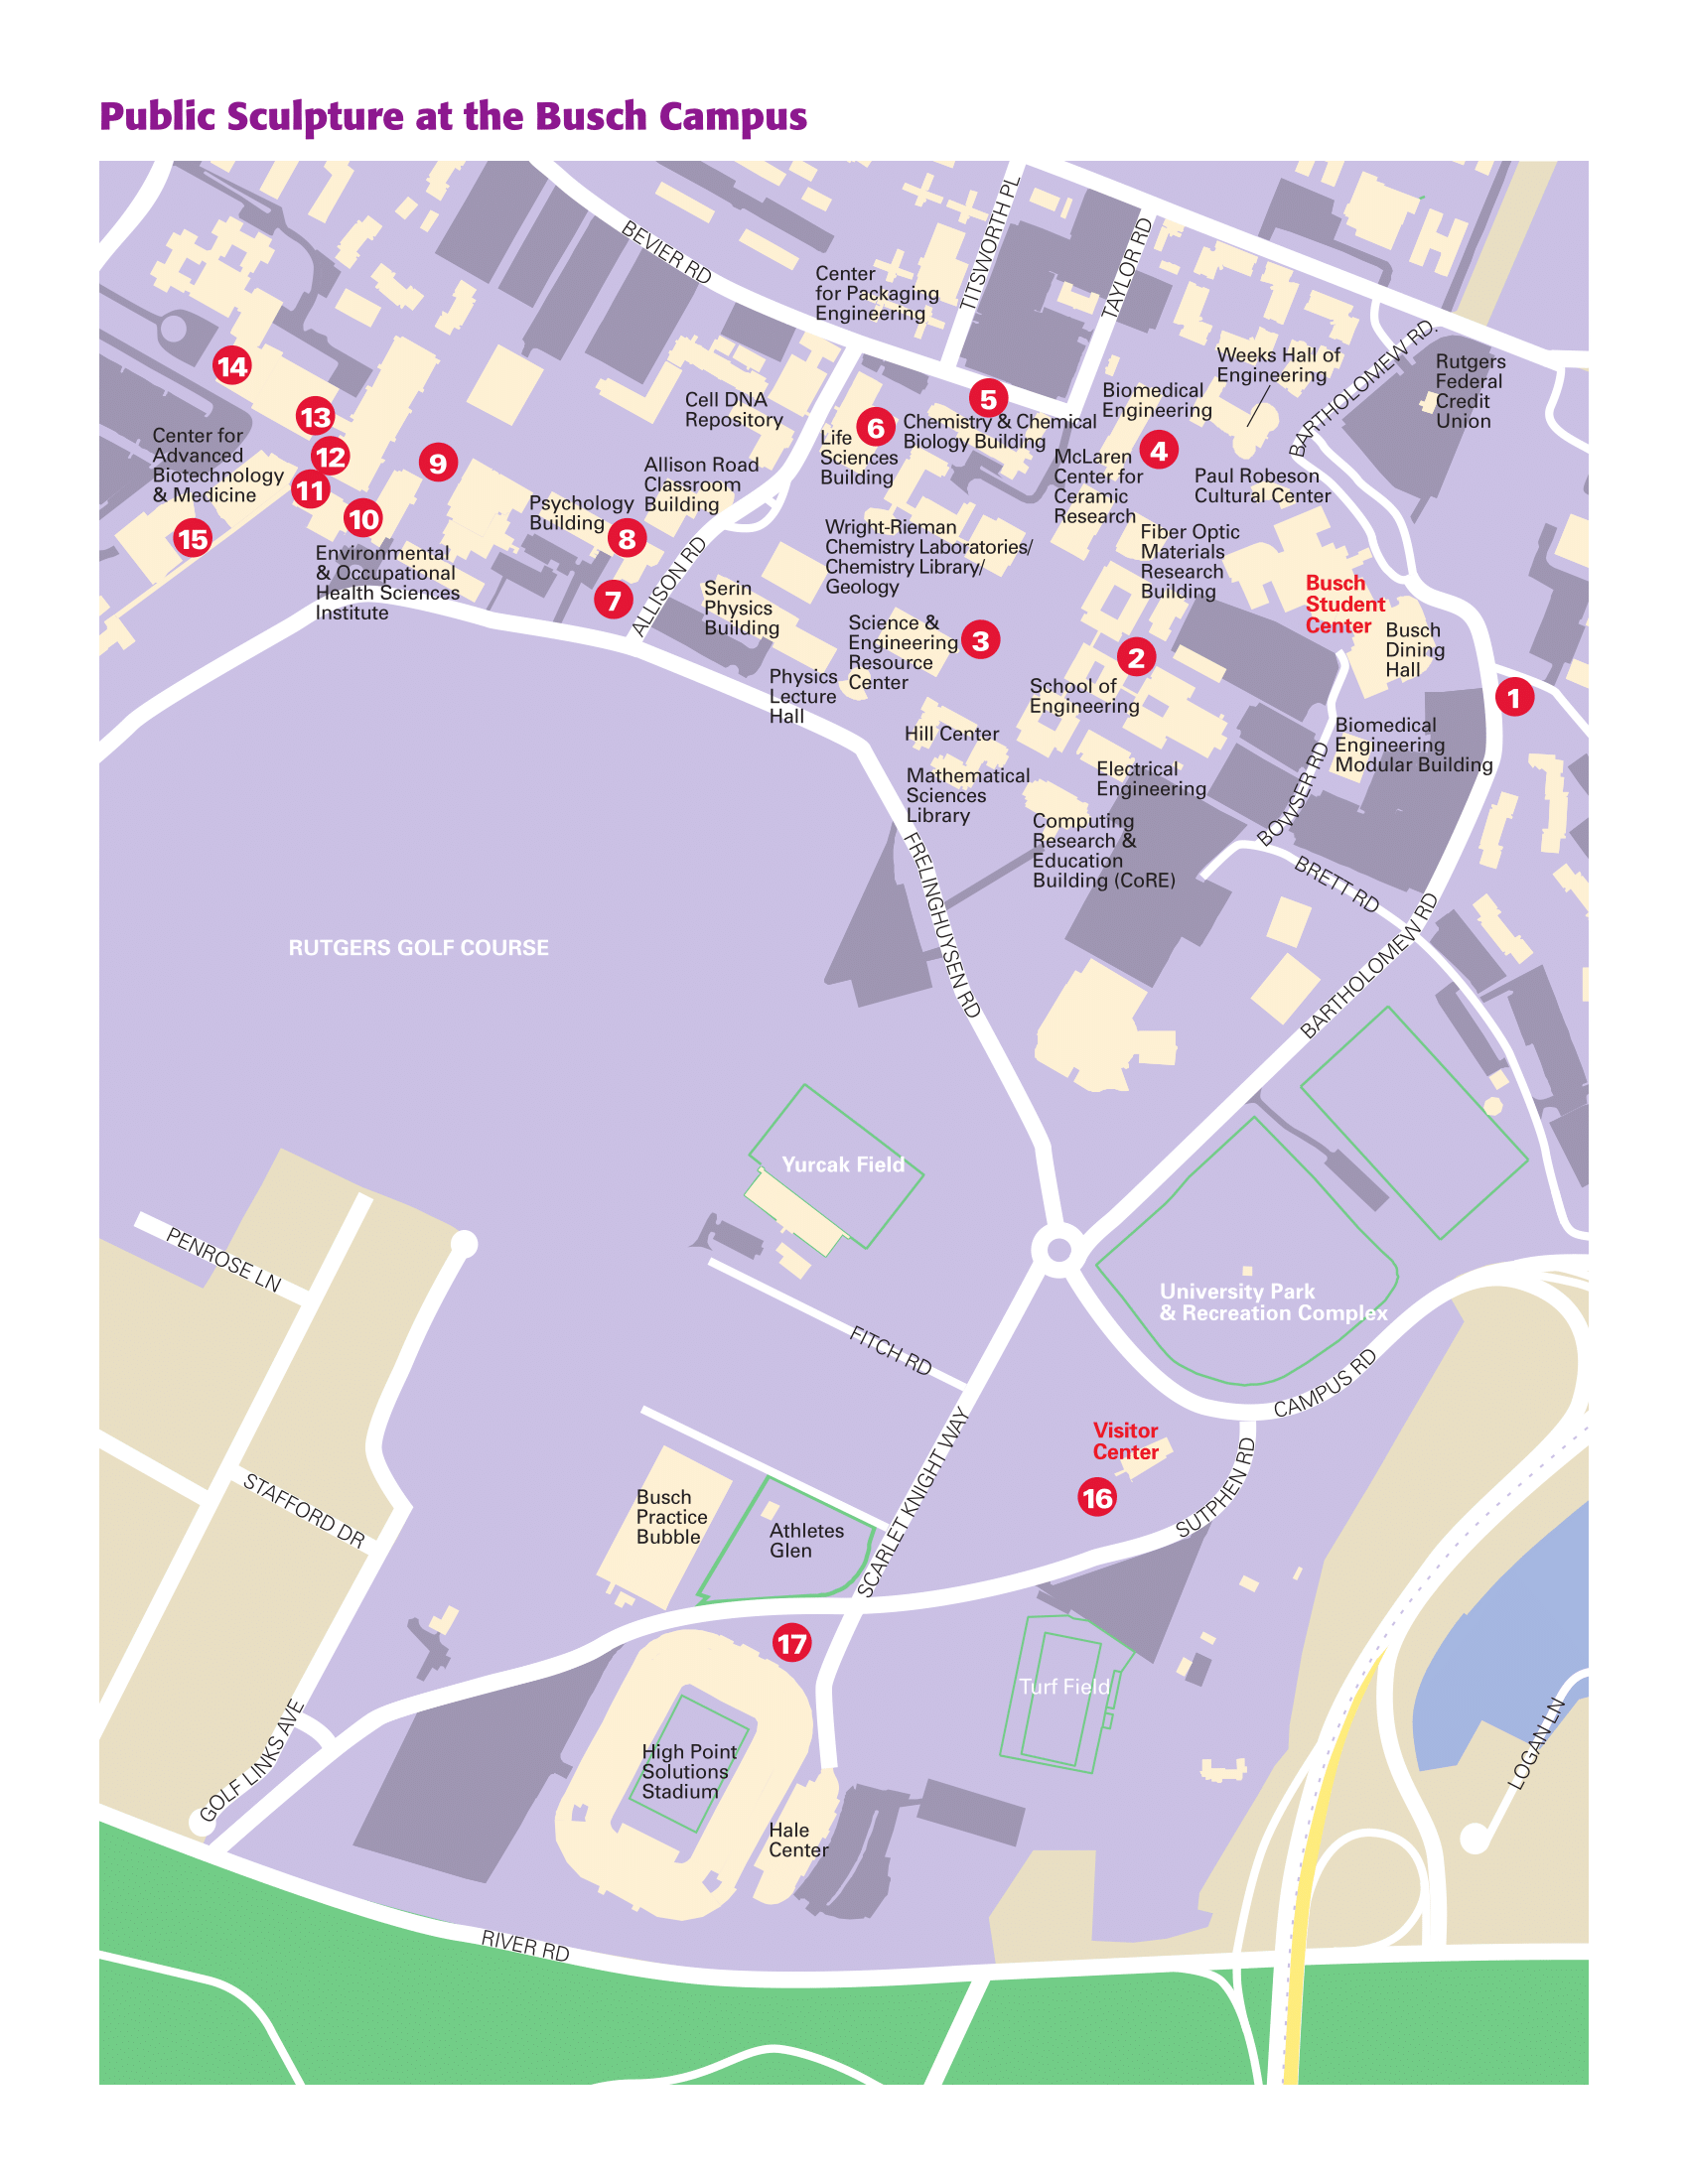 Public Sculpture at the Busch Campus
BEVIER RD
TITSWORTH PL
TAYLOR RD
Center
for Packaging
Engineering
BARTHOLOMEW RD.
Weeks Hall of
Engineering
Rutgers
Federal
Credit
Union
14
13
12
11
10
9
15
Center for
Advanced
Biotechnology
& Medicine
Environmental
& Occupational
Health Sciences
Institute
Cell DNA
Repository
Allison Road
Classroom
Building
Psychology
Building
8
7
ALLISON RD
5
6
Chemistry & Chemical
Biology Building
Life
Sciences
Building
Biomedical
Engineering
4
McLaren
Center for
Ceramic
Research
Paul Robeson
Cultural Center
Wright-Rieman
Chemistry Laboratories/
Chemistry Library/
Geology
Fiber Optic
Materials
Research
Building
Busch
Student
Center
Busch
Dining
Hall
Serin
Physics
Building
Science &
Engineering
Resource
Center
3
2
1
Physics
Lecture
Hall
School of
Engineering
Hill Center
Biomedical
Engineering
Modular Building
Mathematical
Sciences
Library
Electrical
Engineering
BOWSER RD
Computing
Research &
Education
Building (CoRE)
BRETT RD
FRELINGHUYSEN RD
BARTHOLOMEW RD
RUTGERS GOLF COURSE
Yurcak Field
PENROSE LN
University Park
& Recreation Complex
FITCH RD
CAMPUS RD
SCARLET KNIGHT WAY
Visitor
Center
16
SUTPHEN RD
STAFFORD DR
Busch
Practice
Bubble
Athletes
Glen
17
Turf Field
High Point
Solutions
Stadium
GOLF LINKS AVE
LOGAN LN
Hale
Center
RIVER RD